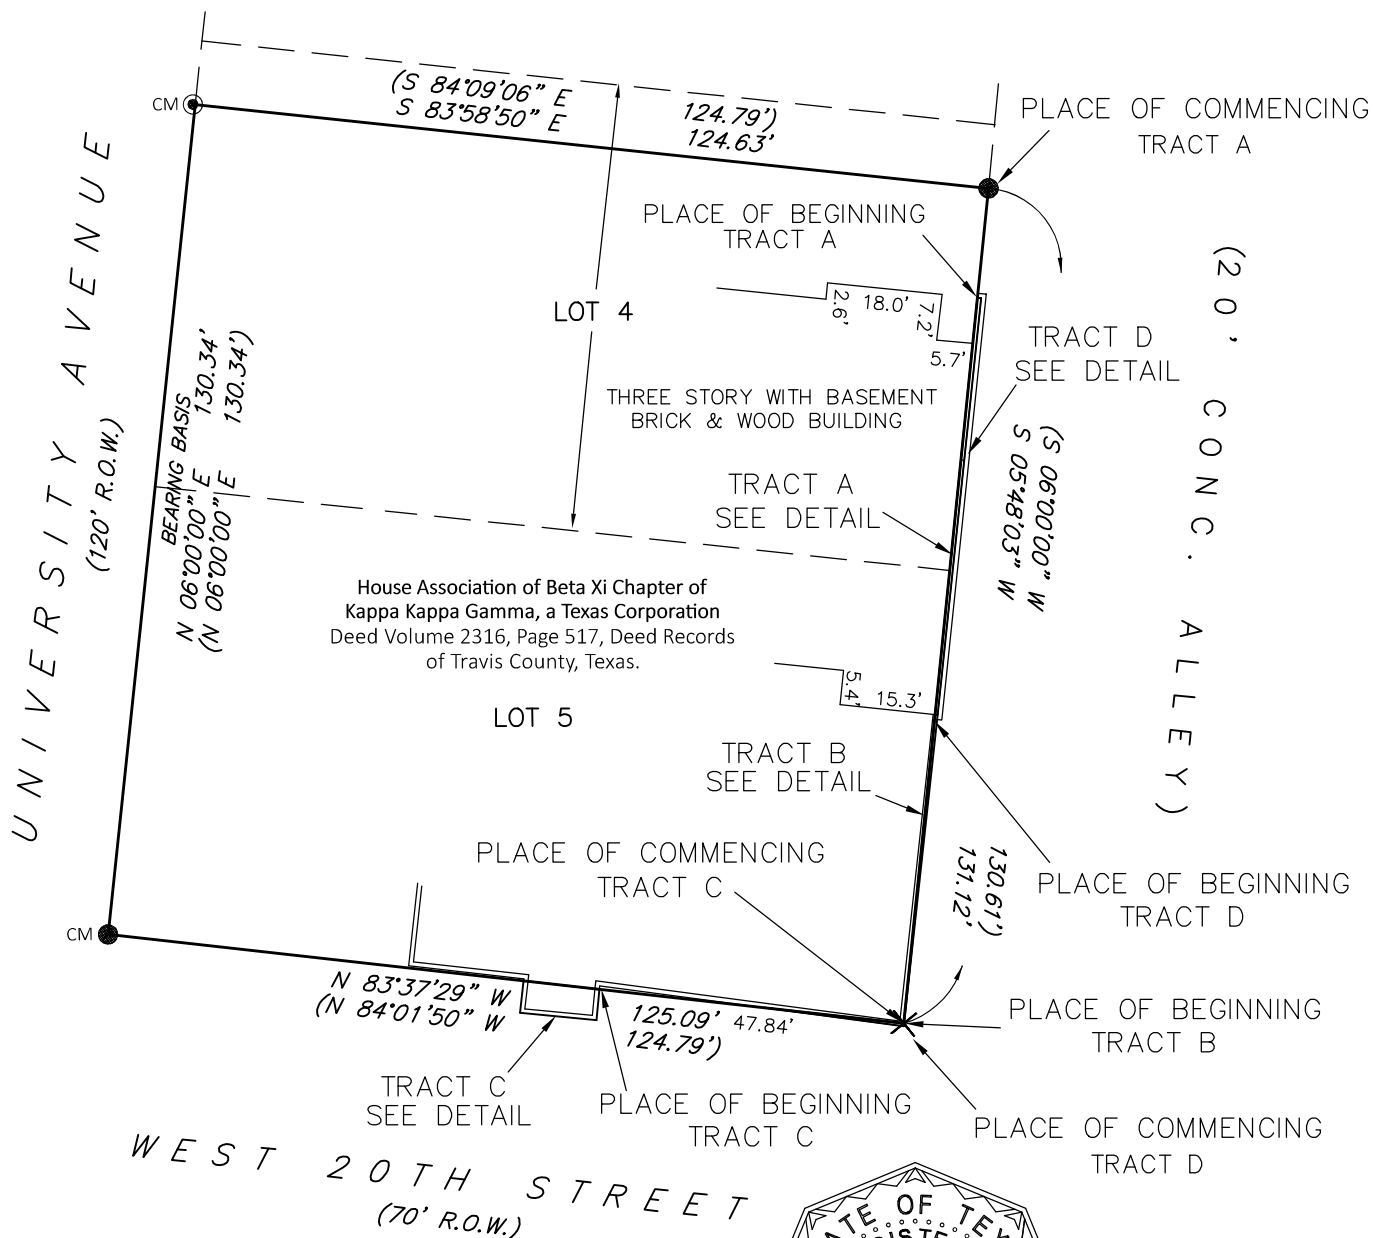 (S 84°09'06" E 124.79')
S 83°58'50" E 124.63'
CM
PLACE OF COMMENCING
TRACT A
PLACE OF BEGINNING
TRACT A
2.6'
18.0'
7.2'
5.7'
LOT 4
TRACT D
SEE DETAIL
THREE STORY WITH BASEMENT
BRICK & WOOD BUILDING
UNIVERSITY AVENUE
(120' R.O.W.)
BEARING BASIS
N 06°00'00" E 130.34'
(N 06°00'00" E 130.34')
TRACT A
SEE DETAIL
(S 06°00'00" W 130.61')
S 05°48'03" W 131.12'
(20' CONC. ALLEY)
House Association of Beta Xi Chapter of
Kappa Kappa Gamma, a Texas Corporation
Deed Volume 2316, Page 517, Deed Records
of Travis County, Texas.
5.4'
15.3'
LOT 5
TRACT B
SEE DETAIL
PLACE OF COMMENCING
TRACT C
PLACE OF BEGINNING
TRACT D
CM
N 83°37'29" W 125.09'
(N 84°01'50" W 124.79')
47.84'
PLACE OF BEGINNING
TRACT B
TRACT C
SEE DETAIL
PLACE OF BEGINNING
TRACT C
PLACE OF COMMENCING
TRACT D
WEST 20TH STREET
(70' R.O.W.)
OF